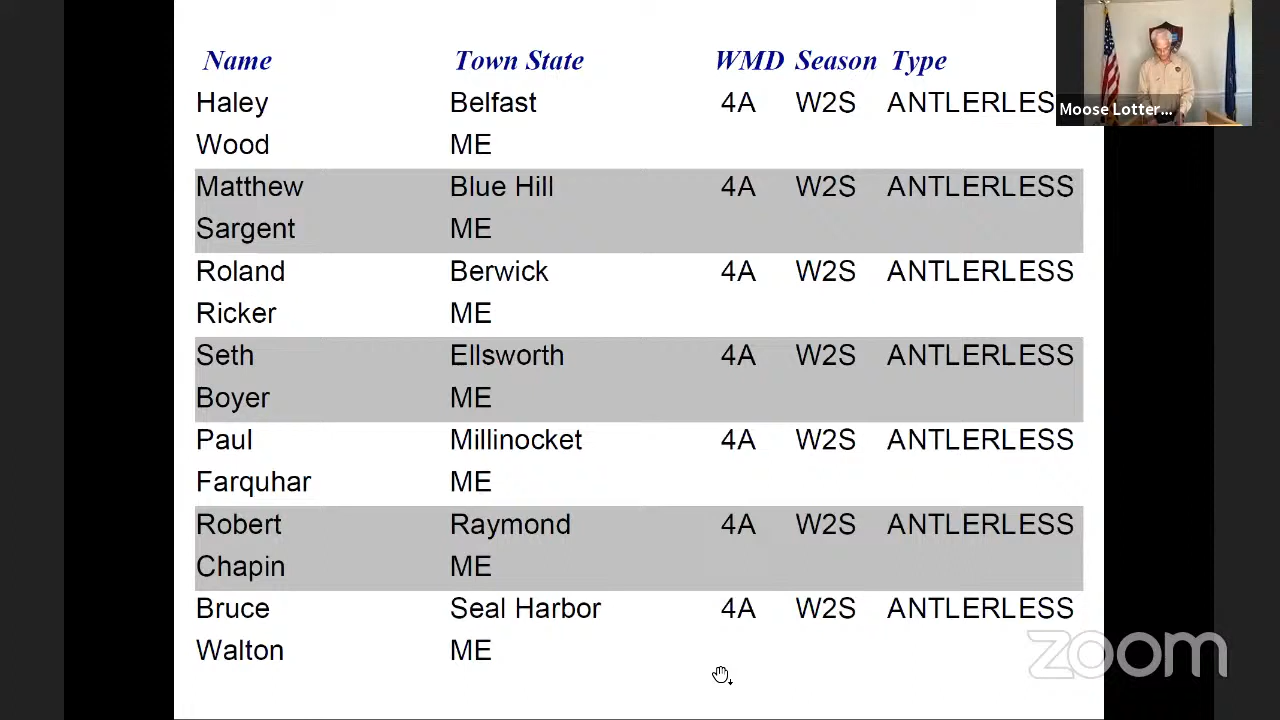 Name Town State WMD Season Type
Haley Belfast 4A W2S ANTLERLES
Wood ME
Matthew Blue Hill 4A W2S ANTLERLESS
Sargent ME
Roland Berwick 4A W2S ANTLERLESS
Ricker ME
Seth Ellsworth 4A W2S ANTLERLESS
Boyer ME
Paul Millinocket 4A W2S ANTLERLESS
Farquhar ME
Robert Raymond 4A W2S ANTLERLESS
Chapin ME
Bruce Seal Harbor 4A W2S ANTLERLESS
Walton ME
Moose Lotter...
zoom